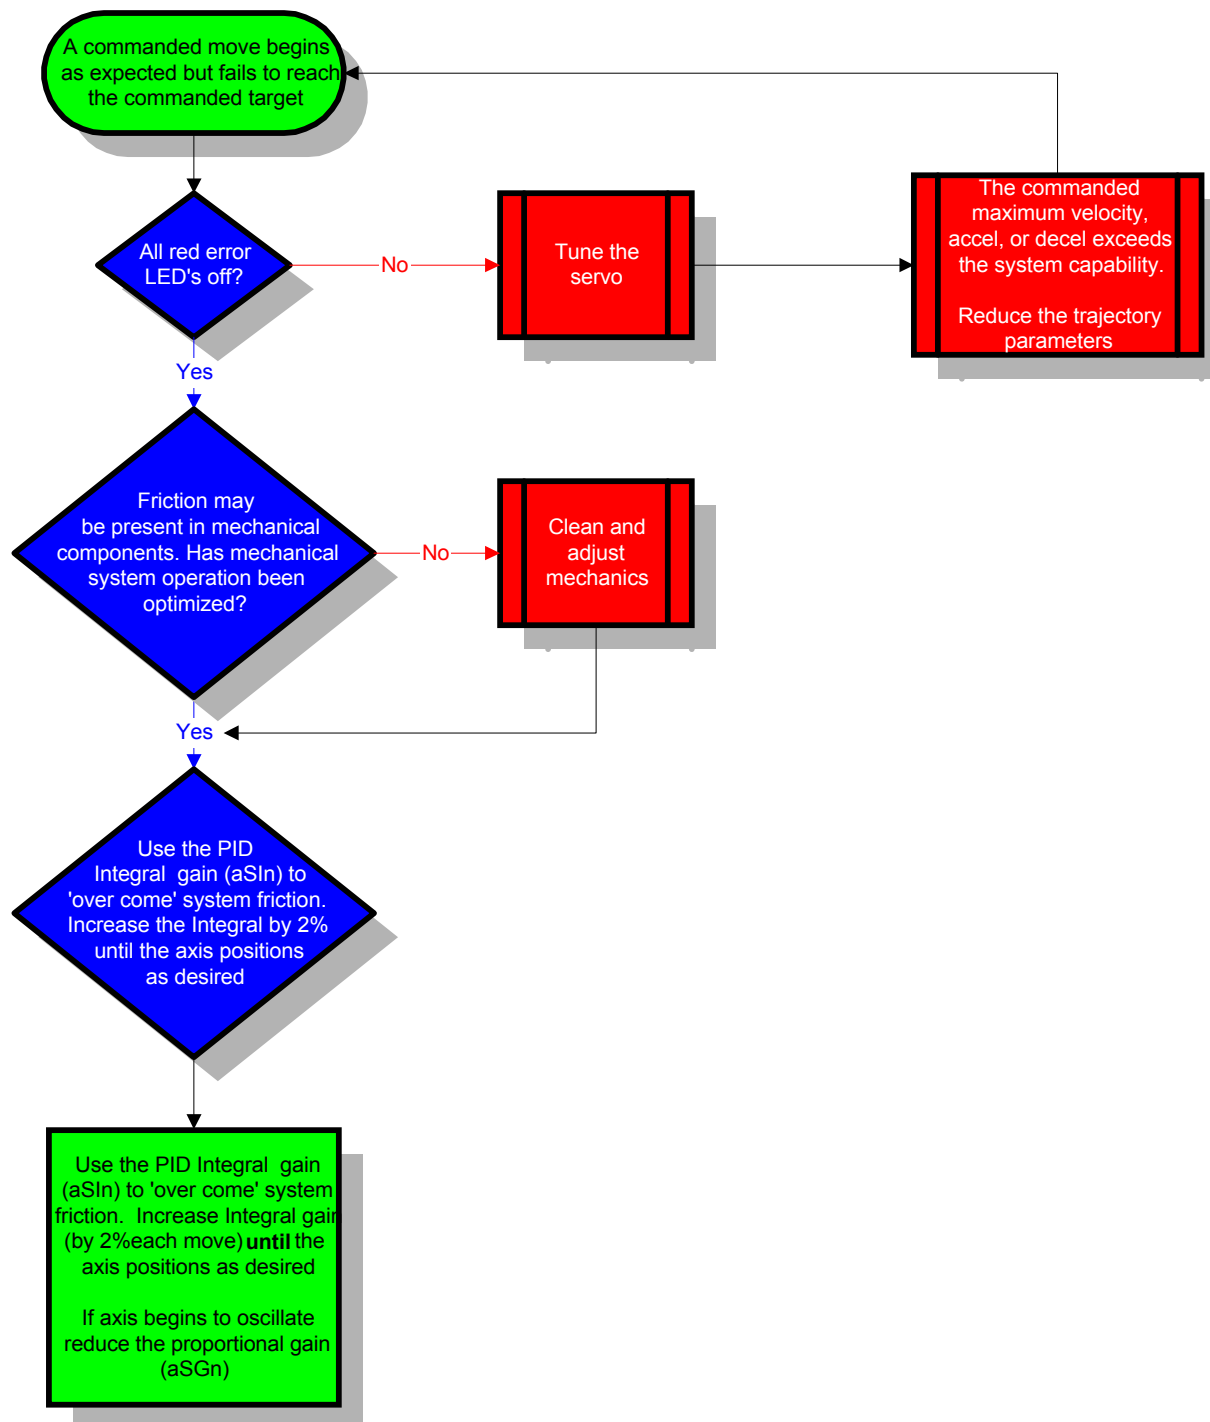 A commanded move begins
as expected but fails to reach
the commanded target
All red error
LED's off?
No
Tune the
servo
The commanded
maximum velocity,
accel, or decel exceeds
the system capability.
Reduce the trajectory
parameters
Yes
Friction may
be present in mechanical
components. Has mechanical
system operation been
optimized?
No
Clean and
adjust
mechanics
Yes
Use the PID
Integral gain (aSIn) to
'over come' system friction.
Increase the Integral by 2%
until the axis positions
as desired
Use the PID Integral gain
(aSIn) to 'over come' system
friction. Increase Integral gain
(by 2%each move) until the
axis positions as desired
If axis begins to oscillate
reduce the proportional gain
(aSGn)